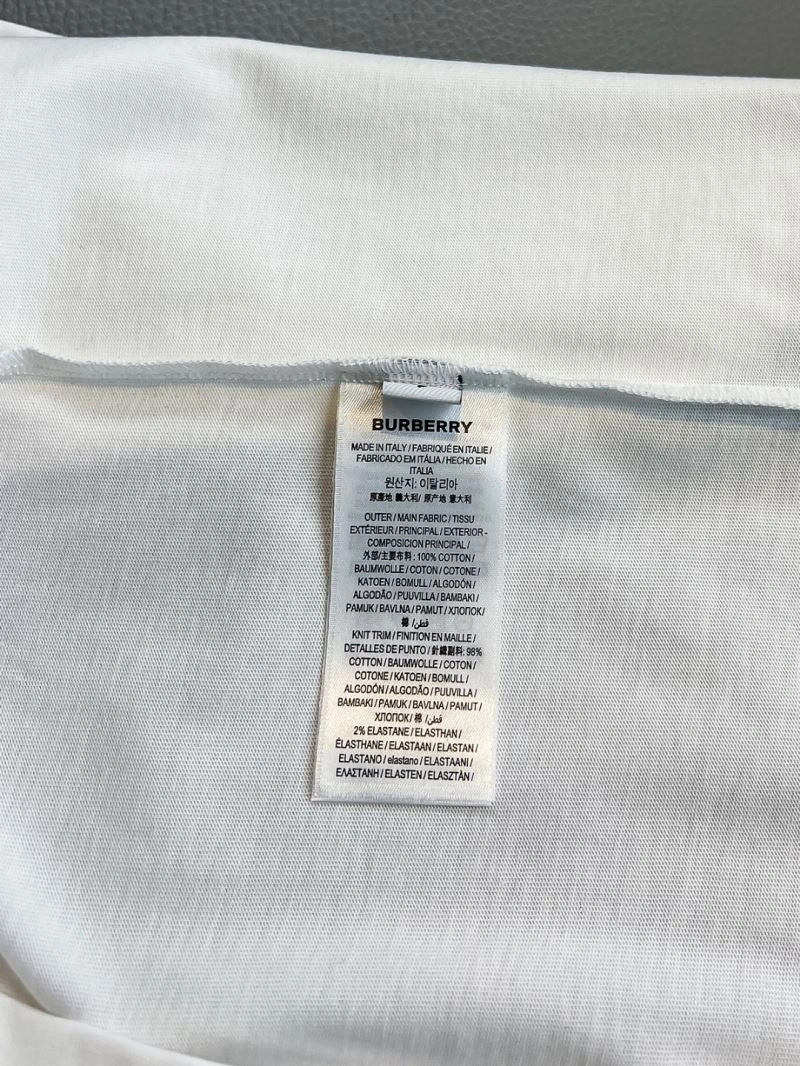 BURBERRY
MADE IN ITALY / FABRIQUÉ EN ITALIE /
FABRICADO EM ITÁLIA / HECHO EN
ITALIA
원산지: 이탈리아
原產地 義大利/ 原产地 意大利
OUTER / MAIN FABRIC / TISSU
EXTÉRIEUR / PRINCIPAL / EXTERIOR -
COMPOSICION PRINCIPAL /
外部/主要布料 : 100% COTTON /
BAUMWOLLE / COTON / COTONE /
KATOEN / BOMULL / ALGODÓN /
ALGODÃO / PUUVILLA / BAMBAKI /
PAMUK / BAVLNA / PAMUT / ХЛОПОК /
棉 / قطن
KNIT TRIM / FINITION EN MAILLE /
DETALLES DE PUNTO / 針織副料: 98%
COTTON / BAUMWOLLE / COTON /
COTONE / KATOEN / BOMULL /
ALGODÓN / ALGODÃO / PUUVILLA /
BAMBAKI / PAMUK / BAVLNA / PAMUT /
ХЛОПОК / 棉 / قطن
2% ELASTANE / ELASTHAN /
ÉLASTHANE / ELASTAAN / ELASTAN /
ELASTANO / elastano / ELASTAANI /
ΕΛΑΣΤΑΝΗ / ELASTEN / ELASZTÁN /